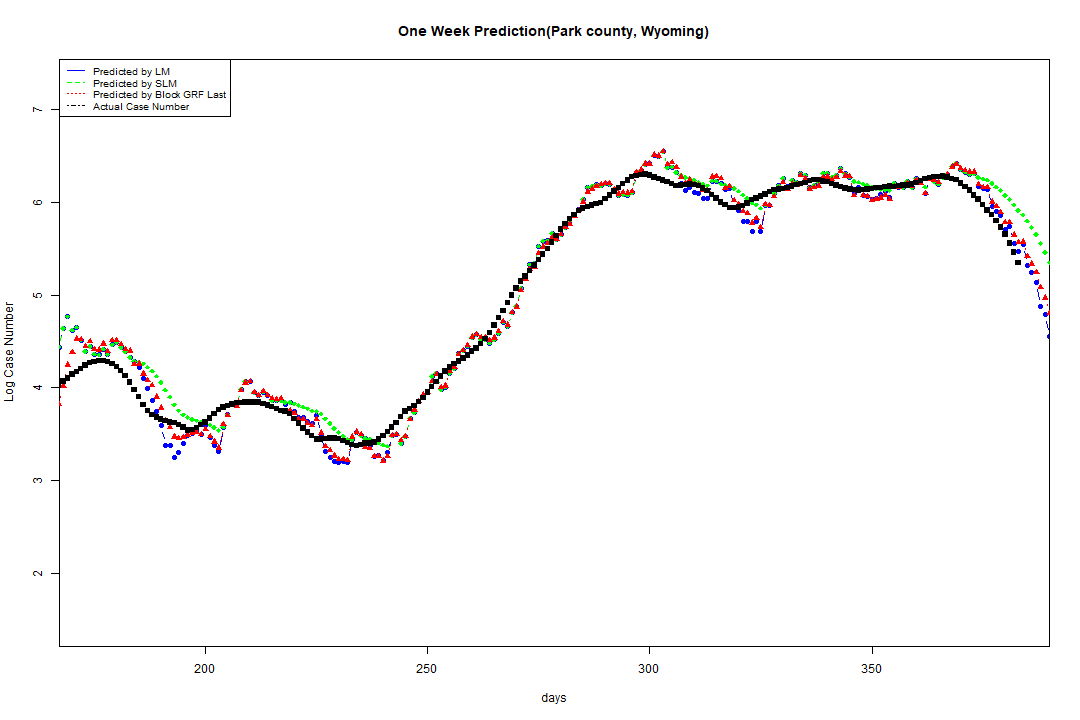 One Week Prediction(Park county, Wyoming)
Predicted by LM
Predicted by SLM
Predicted by Block GRF Last
Actual Case Number
7
6
5
4
3
2
Log Case Number
200 250 300 350
days